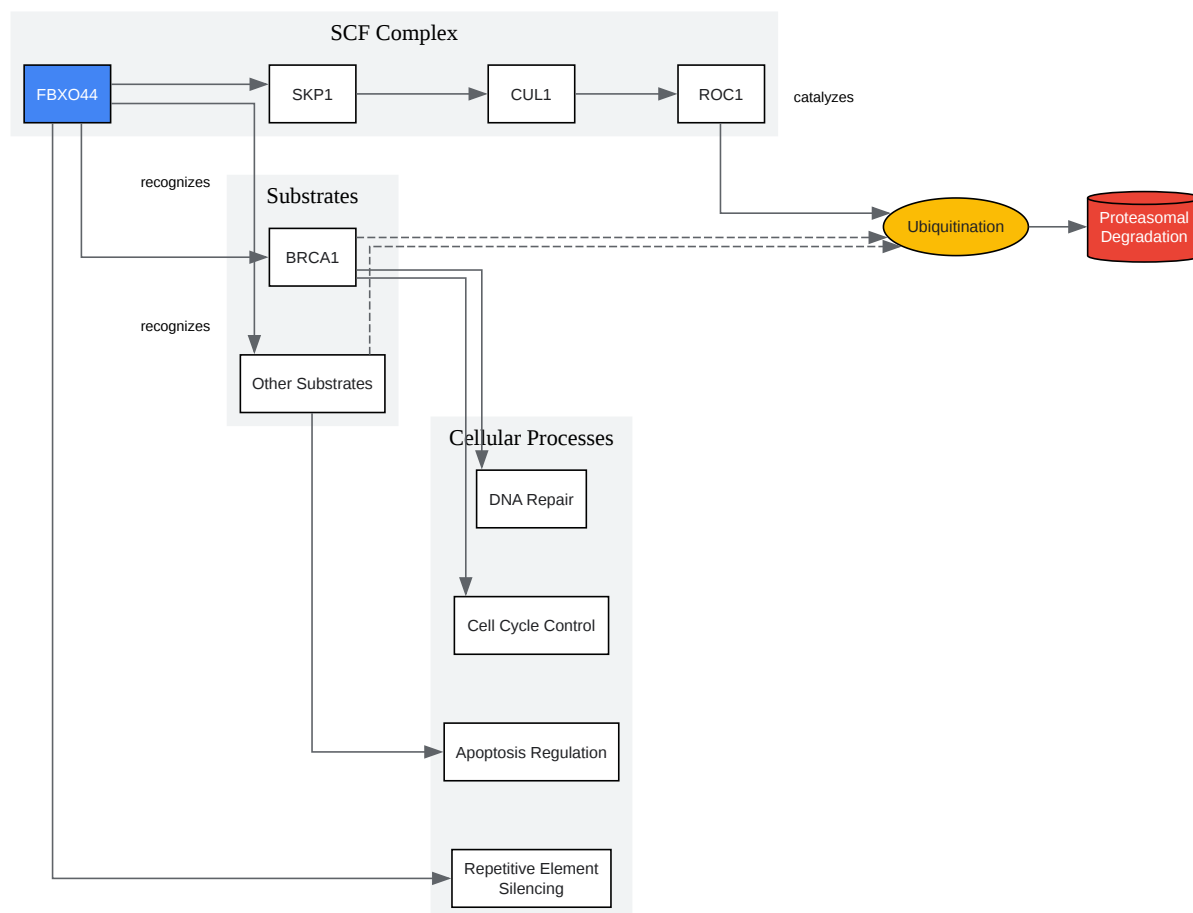 SCF Complex
FBXO44
SKP1
CUL1
ROC1
catalyzes
recognizes
Substrates
BRCA1
Ubiquitination
Proteasomal
Degradation
recognizes
Other Substrates
Cellular Processes
DNA Repair
Cell Cycle Control
Apoptosis Regulation
Repetitive Element
Silencing